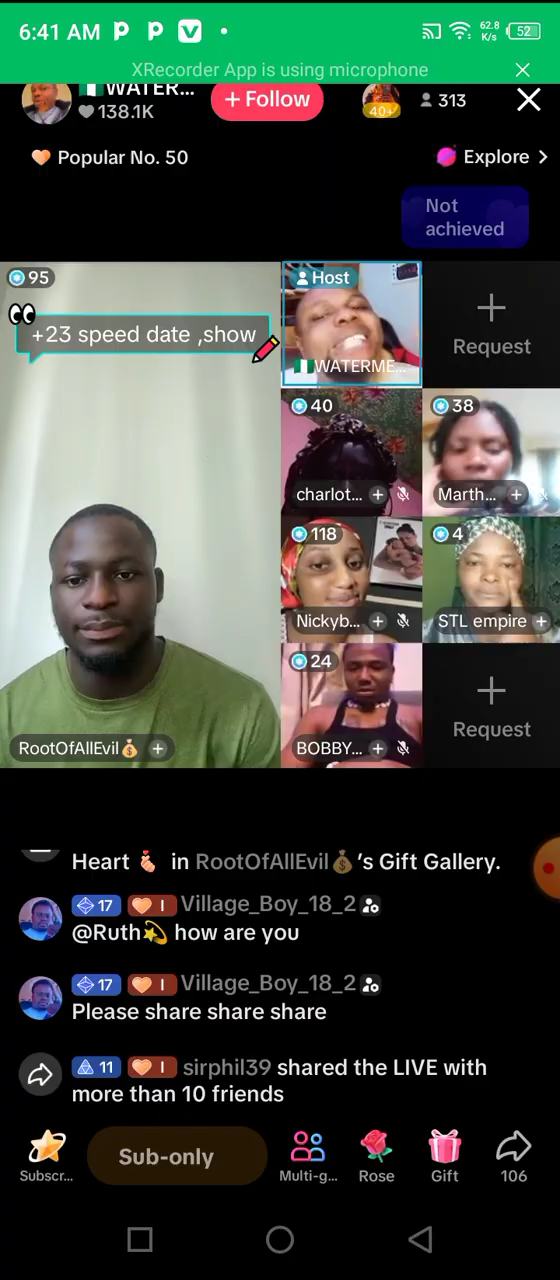 6:41 AM
62.8
K/s
52
XRecorder App is using microphone
🇳🇬WATER...
138.1K
+ Follow
40+
313
Popular No. 50
Explore >
Not
achieved
95
+23 speed date ,show
RootOfAllEvil💰 +
Host
🇳🇬WATERME...
Request
40
charlot... +
38
Marth... +
118
Nickyb... +
4
STL empire +
24
BOBBY... +
Request
Heart 🫰 in RootOfAllEvil💰's Gift Gallery.
17 I Village_Boy_18_2
@Ruth💫 how are you
17 I Village_Boy_18_2
Please share share share
11 I sirphil39 shared the LIVE with
more than 10 friends
Subscr...
Sub-only
Multi-g...
Rose
Gift
106